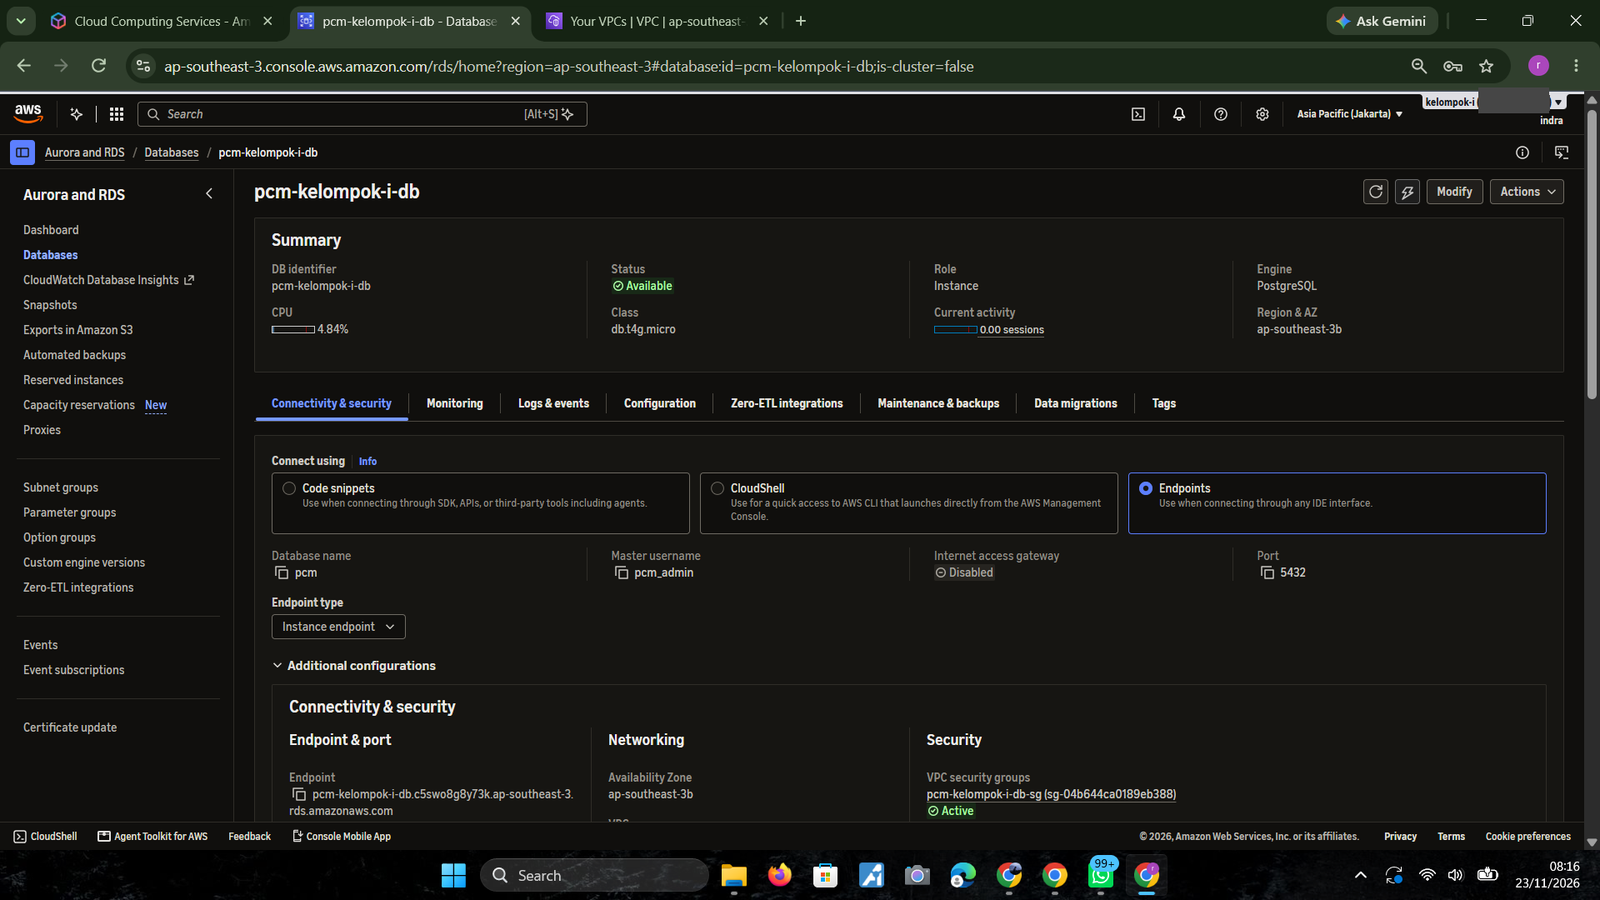 Cloud Computing Services - Am
pcm-kelompok-i-db - Database
Your VPCs | VPC | ap-southeast-
Ask Gemini
ap-southeast-3.console.aws.amazon.com/rds/home?region=ap-southeast-3#database:id=pcm-kelompok-i-db;is-cluster=false
r
aws
Search
[Alt+S]
Asia Pacific (Jakarta)
kelompok-i (
)
indra
Aurora and RDS / Databases / pcm-kelompok-i-db
Aurora and RDS
Dashboard
Databases
CloudWatch Database Insights
Snapshots
Exports in Amazon S3
Automated backups
Reserved instances
Capacity reservations New
Proxies
Subnet groups
Parameter groups
Option groups
Custom engine versions
Zero-ETL integrations
Events
Event subscriptions
Certificate update
pcm-kelompok-i-db
Modify
Actions
Summary
DB identifier
pcm-kelompok-i-db
Status
Available
Role
Instance
Engine
PostgreSQL
CPU
4.84%
Class
db.t4g.micro
Current activity
0.00 sessions
Region & AZ
ap-southeast-3b
Connectivity & security
Monitoring
Logs & events
Configuration
Zero-ETL integrations
Maintenance & backups
Data migrations
Tags
Connect using Info
Code snippets
Use when connecting through SDK, APIs, or third-party tools including agents.
CloudShell
Use for a quick access to AWS CLI that launches directly from the AWS Management
Console.
Endpoints
Use when connecting through any IDE interface.
Database name
pcm
Master username
pcm_admin
Internet access gateway
Disabled
Port
5432
Endpoint type
Instance endpoint
Additional configurations
Connectivity & security
Endpoint & port
Endpoint
pcm-kelompok-i-db.c5swo8g8y73k.ap-southeast-3.
rds.amazonaws.com
Networking
Availability Zone
ap-southeast-3b
Security
VPC security groups
pcm-kelompok-i-db-sg (sg-04b644ca0189eb388)
Active
CloudShell
Agent Toolkit for AWS
Feedback
Console Mobile App
© 2026, Amazon Web Services, Inc. or its affiliates.
Privacy
Terms
Cookie preferences
Search
99+
08:16
23/11/2026